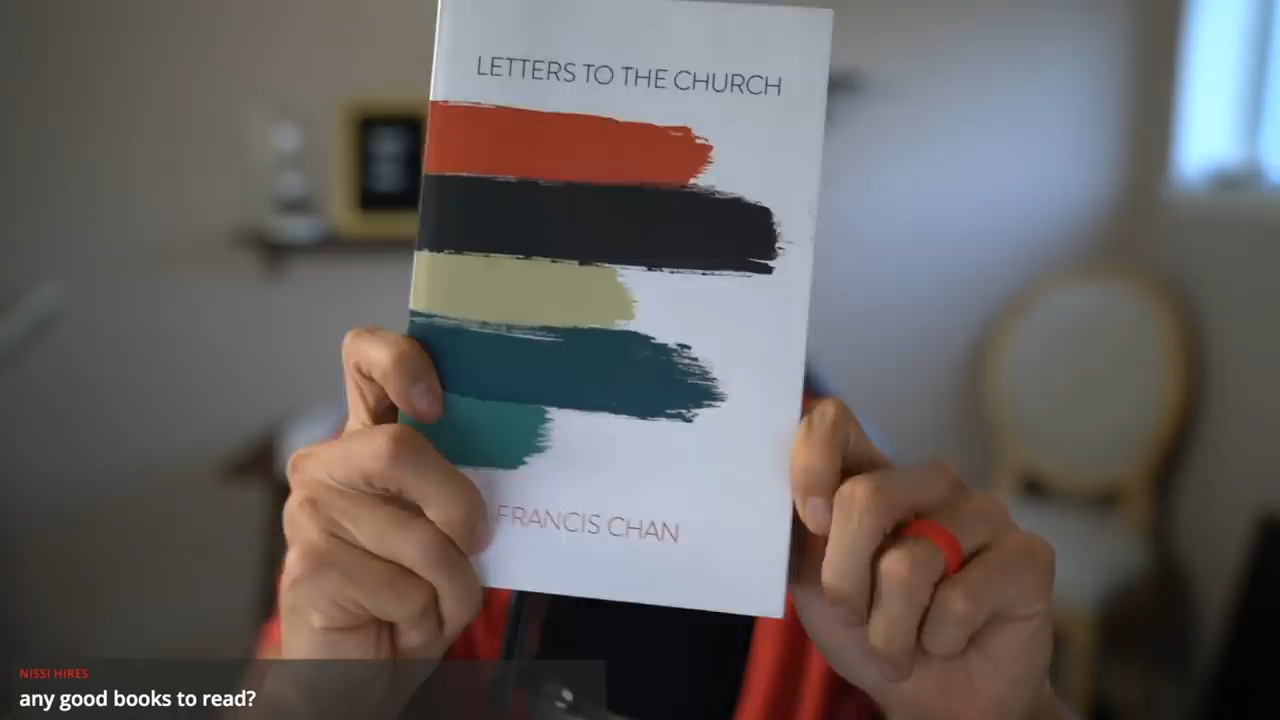 LETTERS TO THE CHURCH
FRANCIS CHAN
NISSI HIRES
any good books to read?